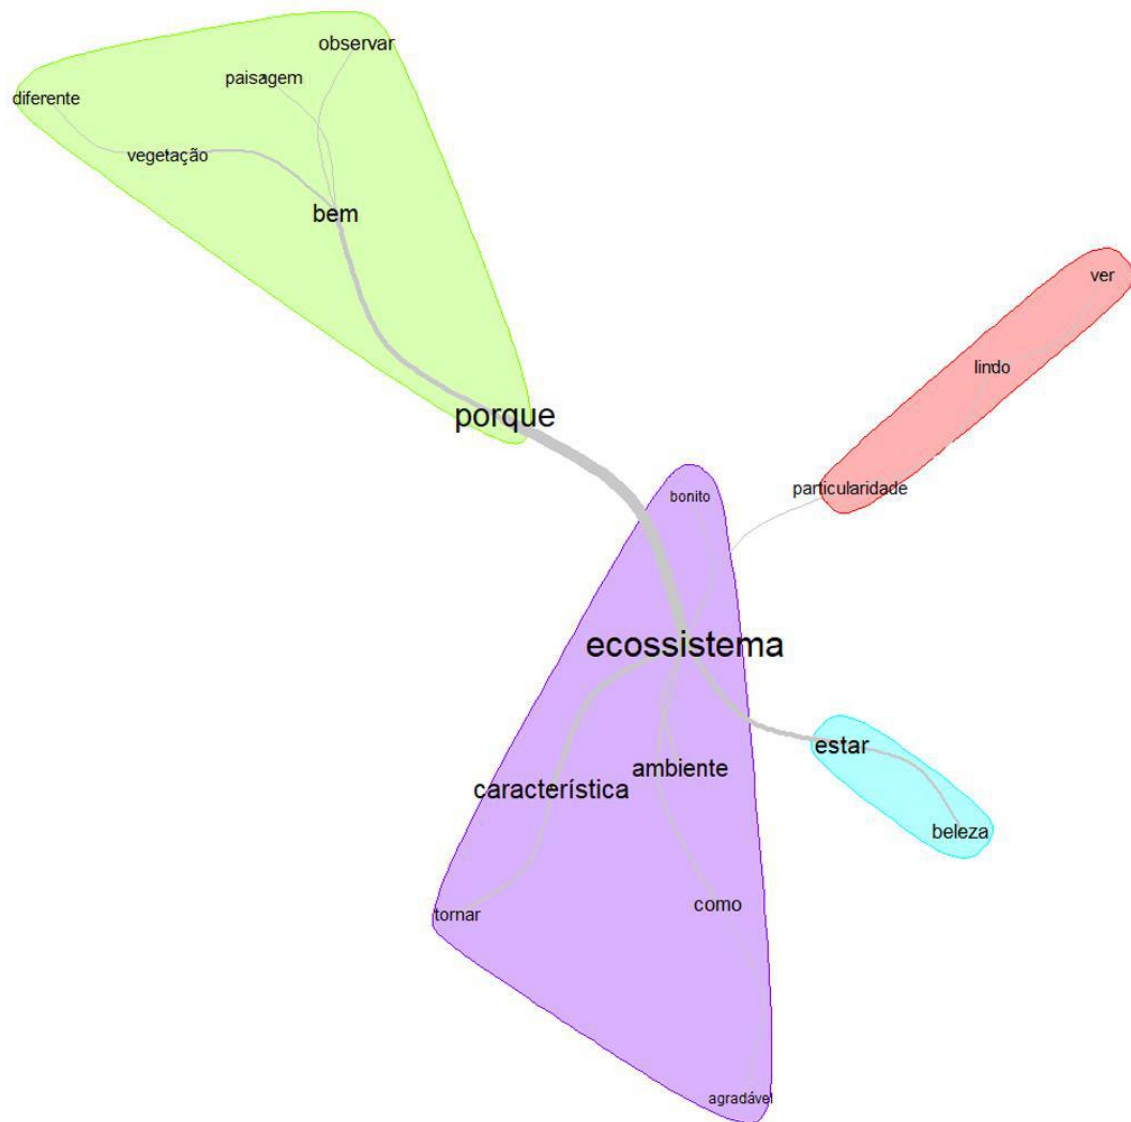 observar
paisagem
diferente
vegetação
bem
ver
lindo
porque
particularidade
bonito
ecossistema
estar
ambiente
característica
beleza
como
tornar
agradável